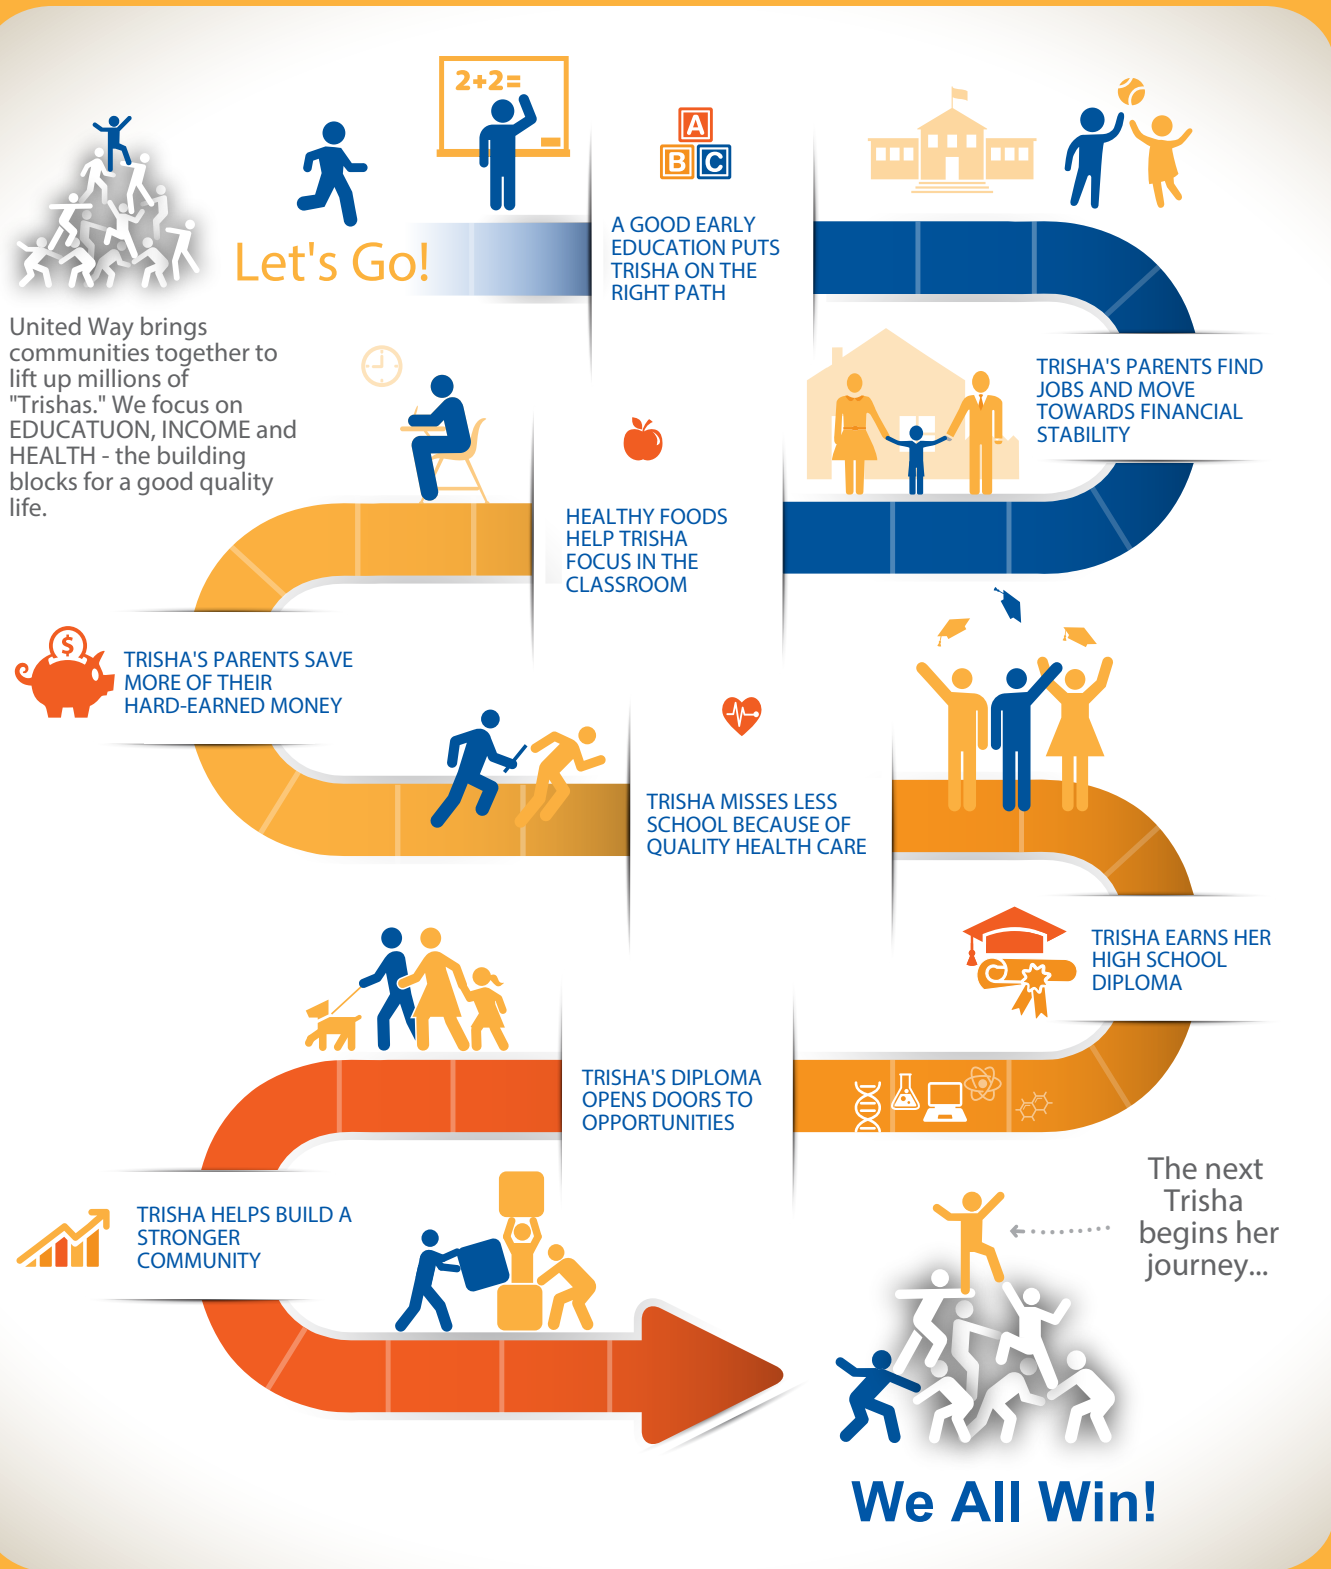 2+2=
A
B C
Let's Go!
A GOOD EARLY
EDUCATION PUTS
TRISHA ON THE
RIGHT PATH
United Way brings
communities together to
lift up millions of
"Trishas." We focus on
EDUCATUON, INCOME and
HEALTH - the building
blocks for a good quality
life.
TRISHA'S PARENTS FIND
JOBS AND MOVE
TOWARDS FINANCIAL
STABILITY
HEALTHY FOODS
HELP TRISHA
FOCUS IN THE
CLASSROOM
$
TRISHA'S PARENTS SAVE
MORE OF THEIR
HARD-EARNED MONEY
TRISHA MISSES LESS
SCHOOL BECAUSE OF
QUALITY HEALTH CARE
TRISHA EARNS HER
HIGH SCHOOL
DIPLOMA
TRISHA'S DIPLOMA
OPENS DOORS TO
OPPORTUNITIES
TRISHA HELPS BUILD A
STRONGER
COMMUNITY
The next
Trisha
begins her
journey...
We All Win!